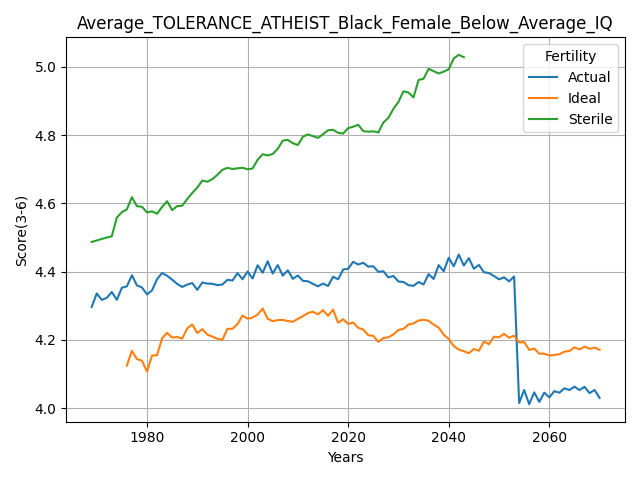 Average_TOLERANCE_ATHEIST_Black_Female_Below_Average_IQ
Fertility
Actual
Ideal
Sterile
Score(3-6)
5.0
4.8
4.6
4.4
4.2
4.0
1980 2000 2020 2040 2060
Years